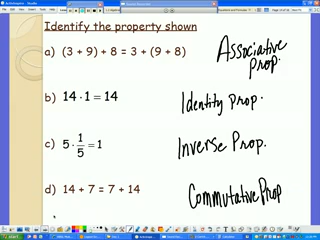 Identify the property shown
a) (3 + 9) + 8 = 3 + (9 + 8)
Associative
prop.
b) 14 · 1 = 14
Identity prop.
c) 5 · 1/5 = 1
Inverse Prop.
d) 14 + 7 = 7 + 14
Commutative Prop